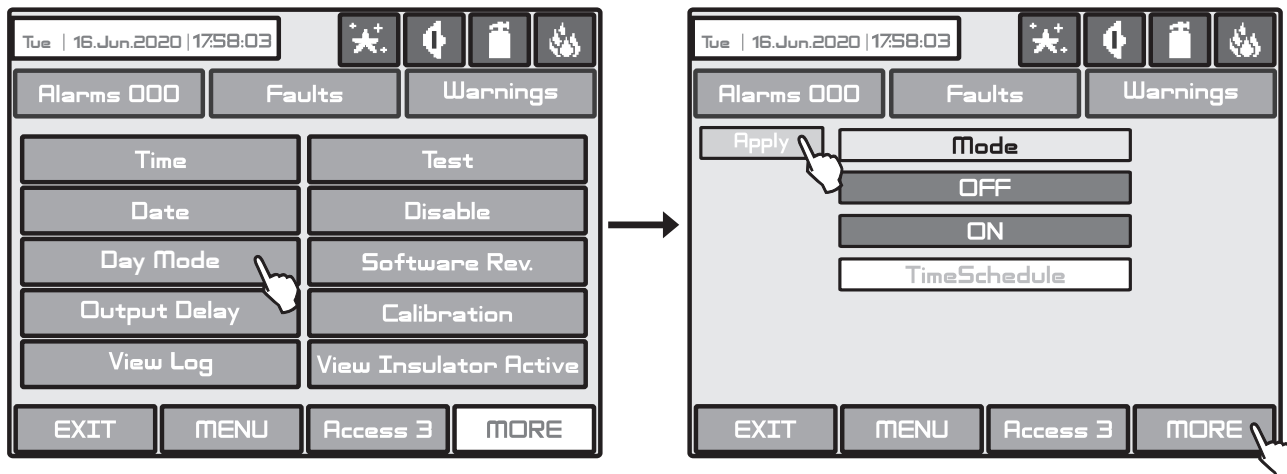 Tue | 16.Jun.2020 | 17:58:03
Alarms 000 Faults Warnings
Time Test
Date Disable
Day Mode Software Rev.
Output Delay Calibration
View Log View Insulator Active
EXIT MENU Access 3 MORE
Tue | 16.Jun.2020 | 17:58:03
Alarms 000 Faults Warnings
Apply Mode
OFF
ON
TimeSchedule
EXIT MENU Access 3 MORE